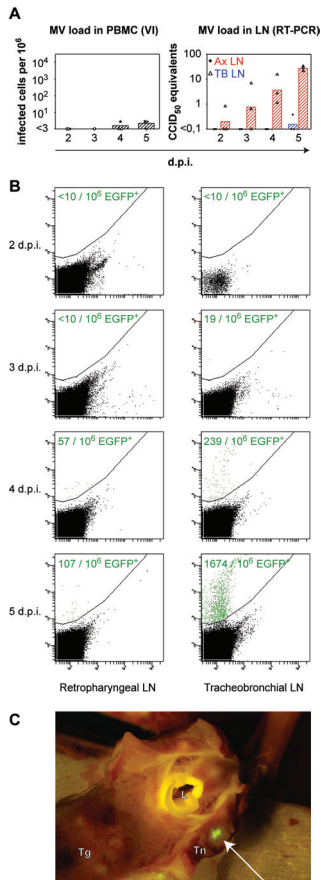 A
MV load in PBMC (VI)
MV load in LN (RT-PCR)
infected cells per 10⁶
10⁴
10³
10²
10¹
<3
2 3 4 5
CCID₅₀ equivalents
100
10
1
<0,1
Ax LN
TB LN
2 3 4 5
d.p.i.
B
2 d.p.i.
<10 / 10⁶ EGFP⁺
<10 / 10⁶ EGFP⁺
3 d.p.i.
<10 / 10⁶ EGFP⁺
19 / 10⁶ EGFP⁺
4 d.p.i.
57 / 10⁶ EGFP⁺
239 / 10⁶ EGFP⁺
5 d.p.i.
107 / 10⁶ EGFP⁺
1674 / 10⁶ EGFP⁺
Retropharyngeal LN
Tracheobronchial LN
C
L
Tg
Tn